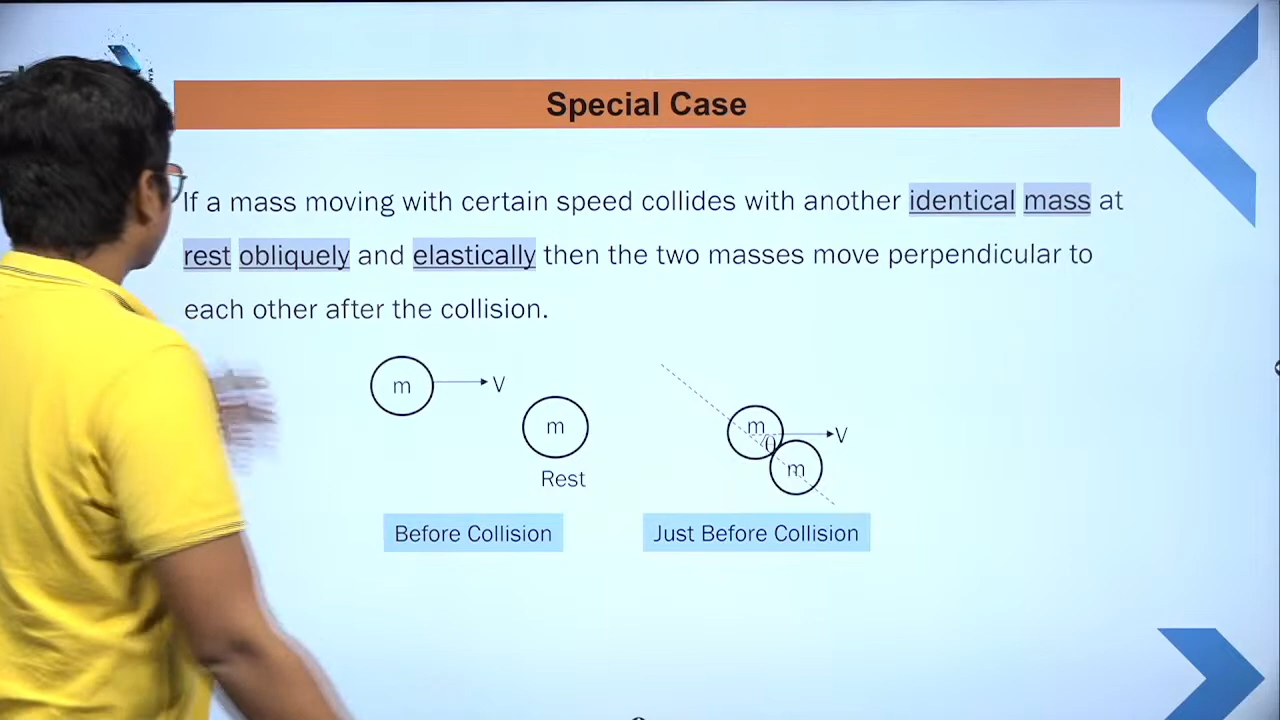 Special Case
If a mass moving with certain speed collides with another identical mass at
rest obliquely and elastically then the two masses move perpendicular to
each other after the collision.
m
V
m
Rest
m
θ
V
m
Before Collision
Just Before Collision